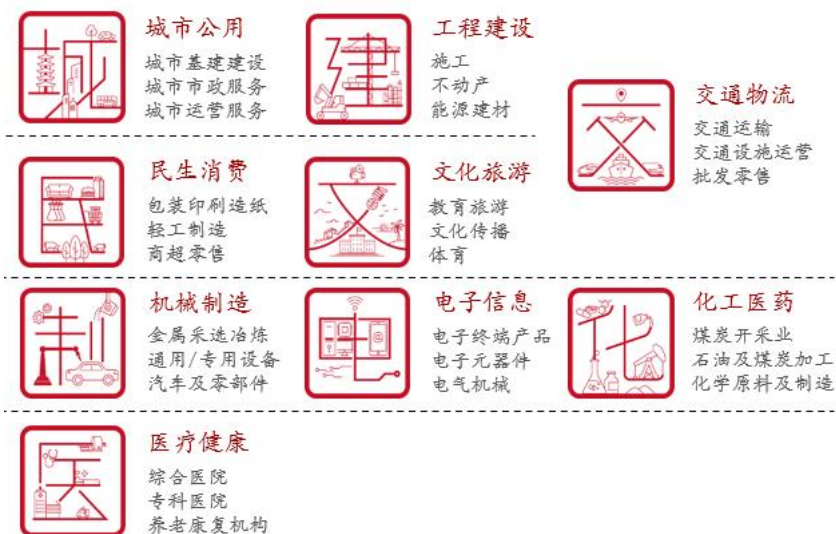 城市公用
城市基建建设
城市市政服务
城市运营服务
工程建设
施工
不动产
能源建材
交通物流
交通运输
交通设施运营
批发零售
民生消费
包装印刷造纸
轻工制造
商超零售
文化旅游
教育旅游
文化传播
体育
机械制造
金属采选冶炼
通用/专用设备
汽车及零部件
电子信息
电子终端产品
电子元器件
电气机械
化工医药
煤炭开采业
石油及煤炭加工
化学原料及制造
医疗健康
综合医院
专科医院
养老康复机构